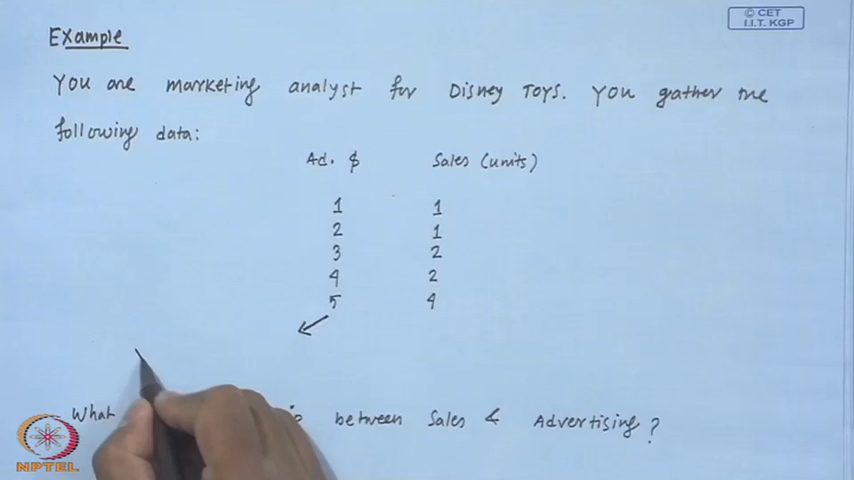 © CET
I.I.T. KGP
Example
You are marketing analyst for Disney Toys. You gather the
following data:
Ad. $ Sales (units)
1 1
2 1
3 2
4 2
5 4
What between Sales & Advertising?
NPTEL